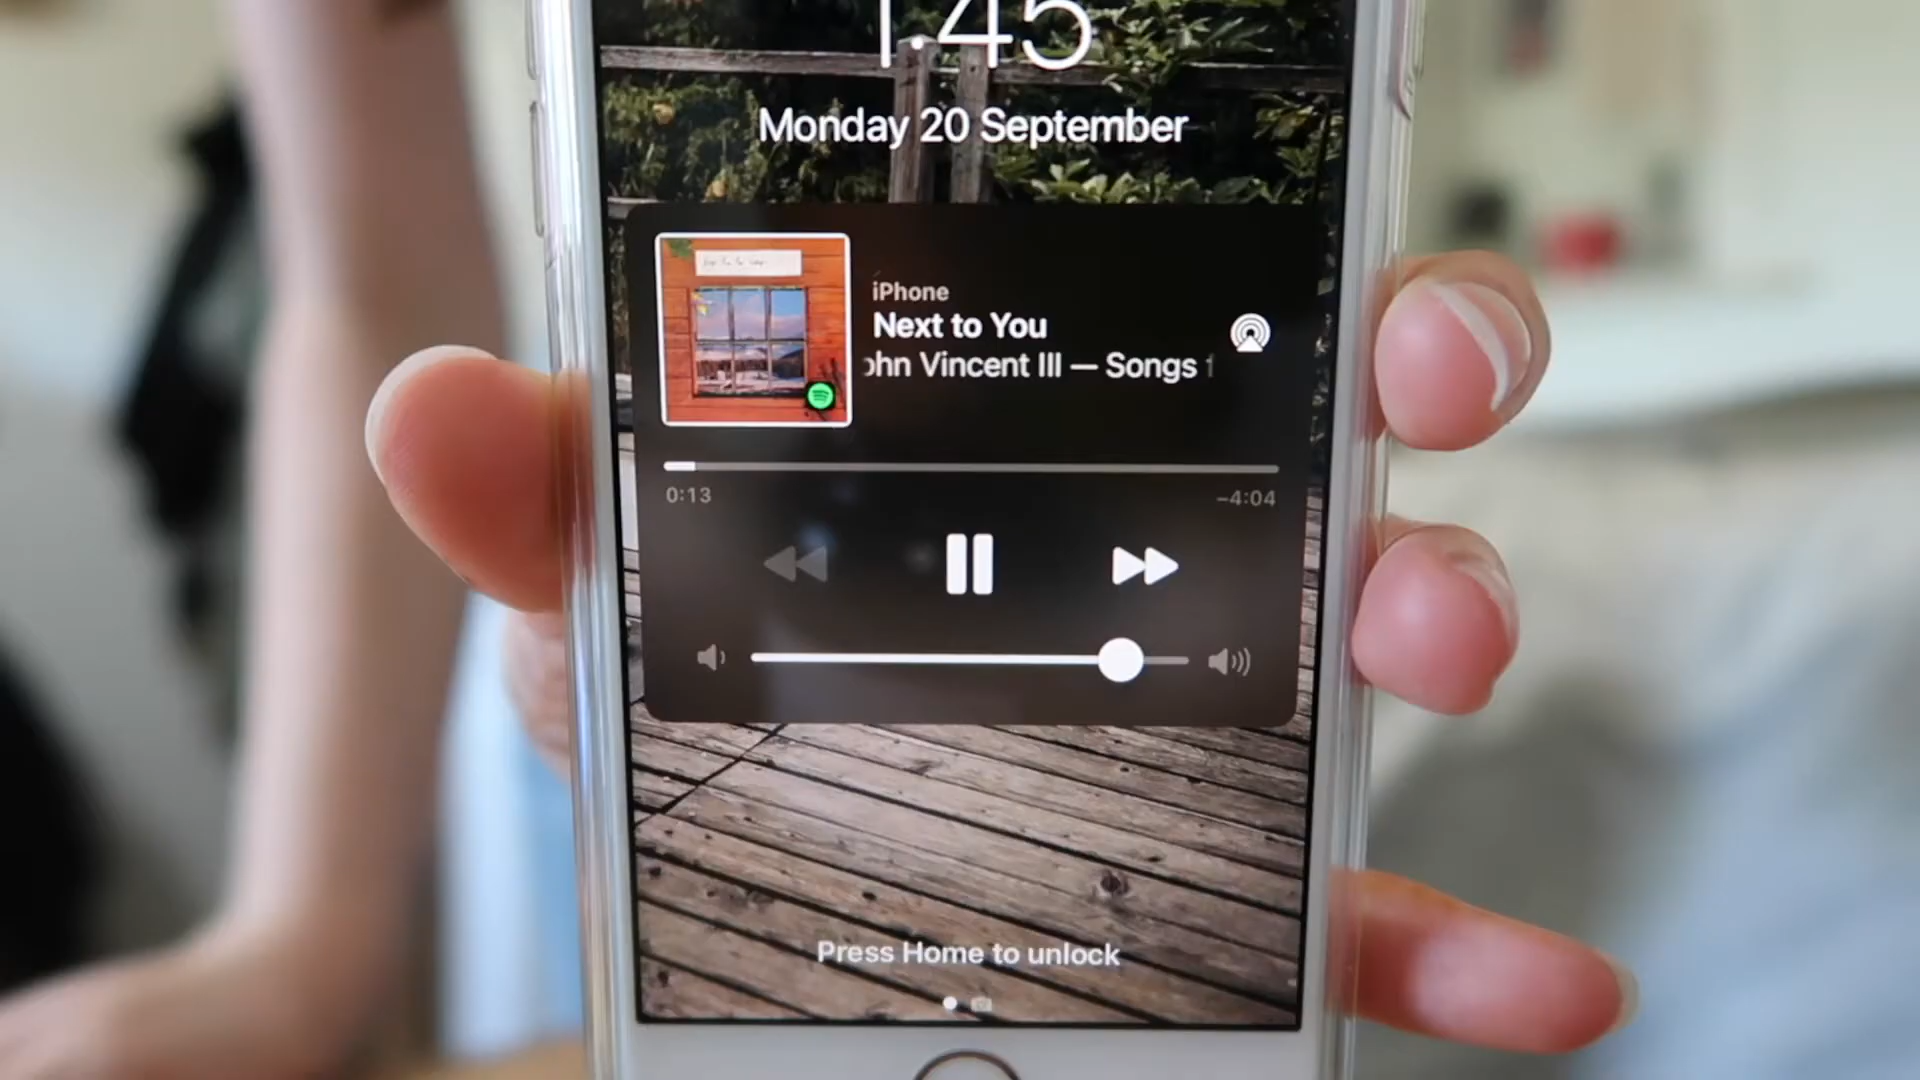 1:45
Monday 20 September
iPhone
Next to You
ohn Vincent III — Songs f
0:13
−4:04
Press Home to unlock